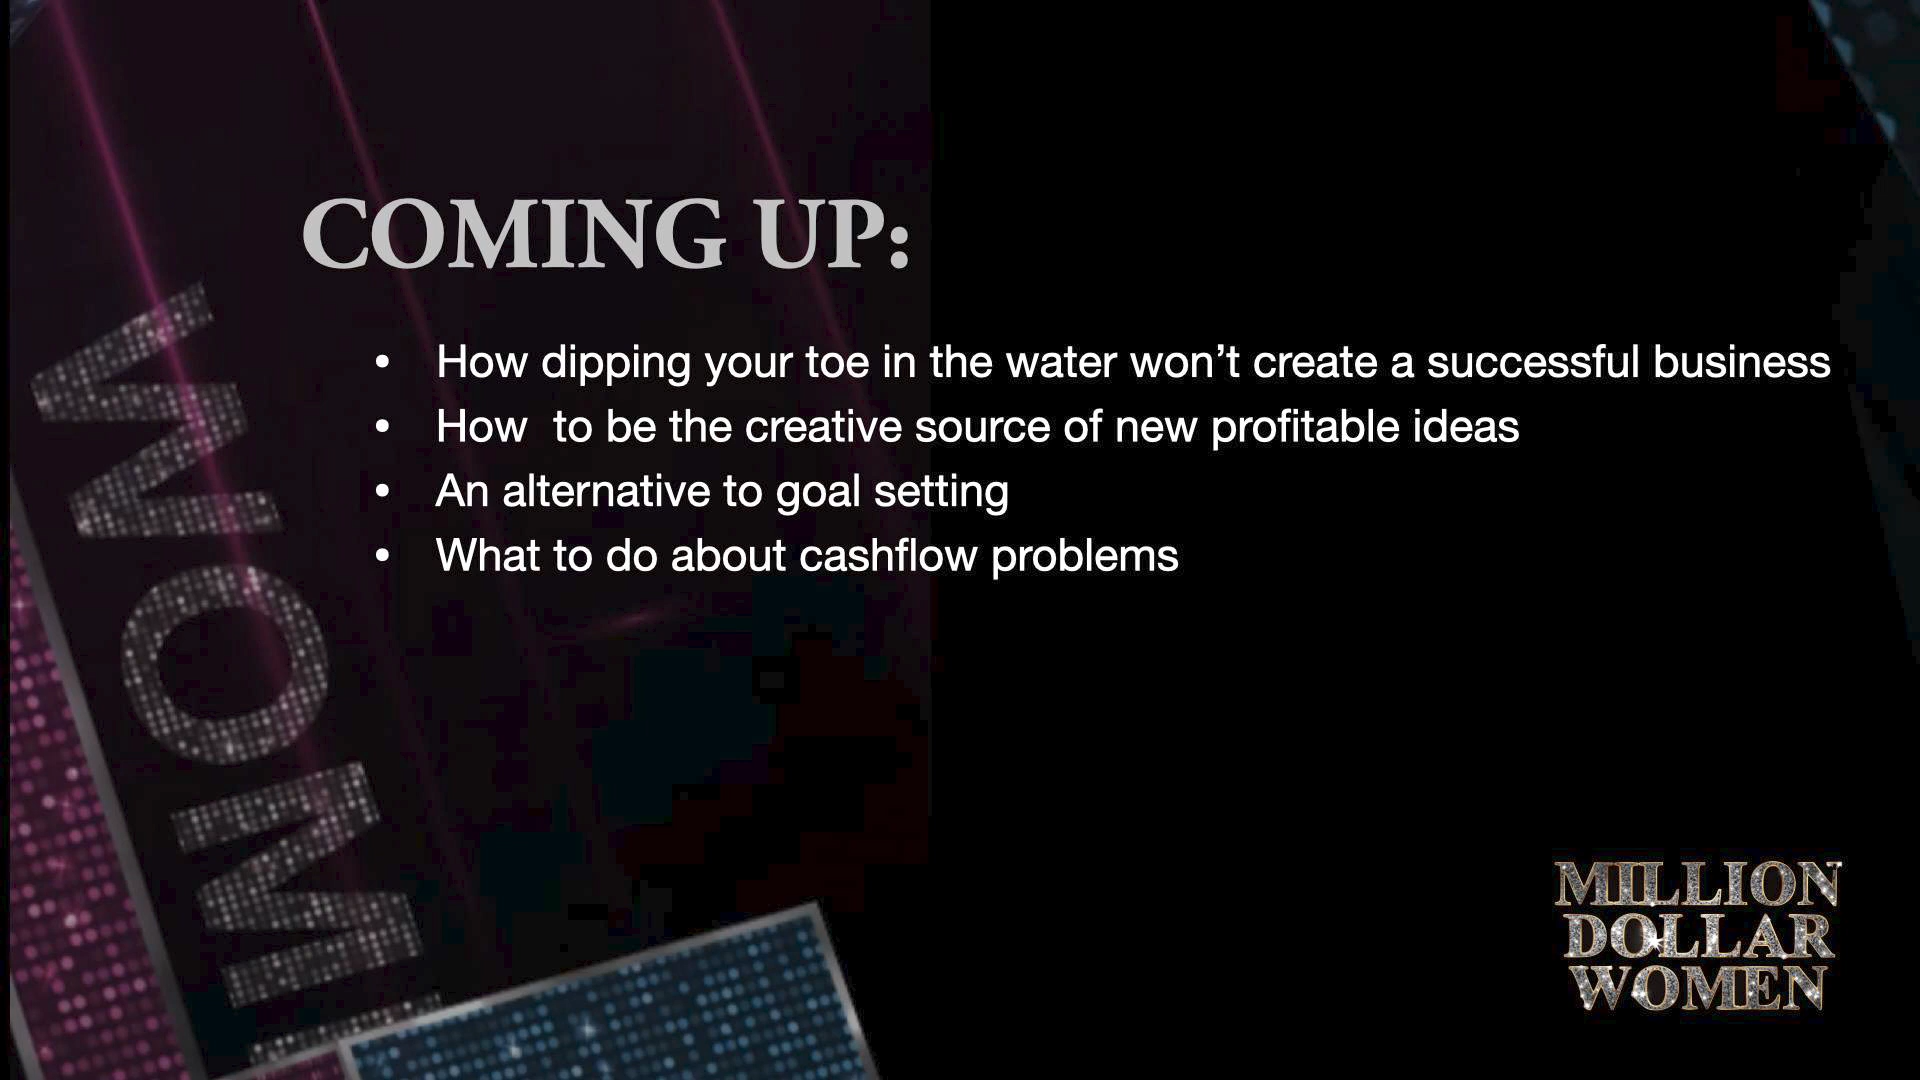 COMING UP:
• How dipping your toe in the water won’t create a successful business
• How  to be the creative source of new profitable ideas
• An alternative to goal setting
• What to do about cashflow problems
WOME
MILLION
DOLLAR
WOMEN